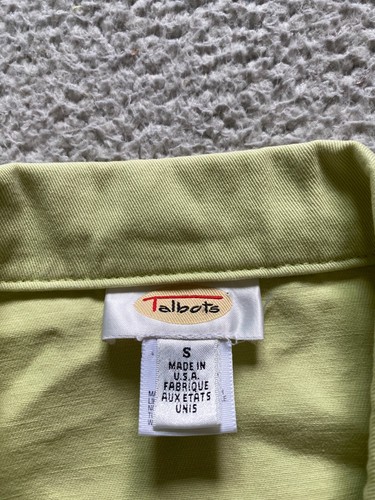 Talbots
S
MADE IN
U.S.A.
FABRIQUE
AUX ETATS
UNIS